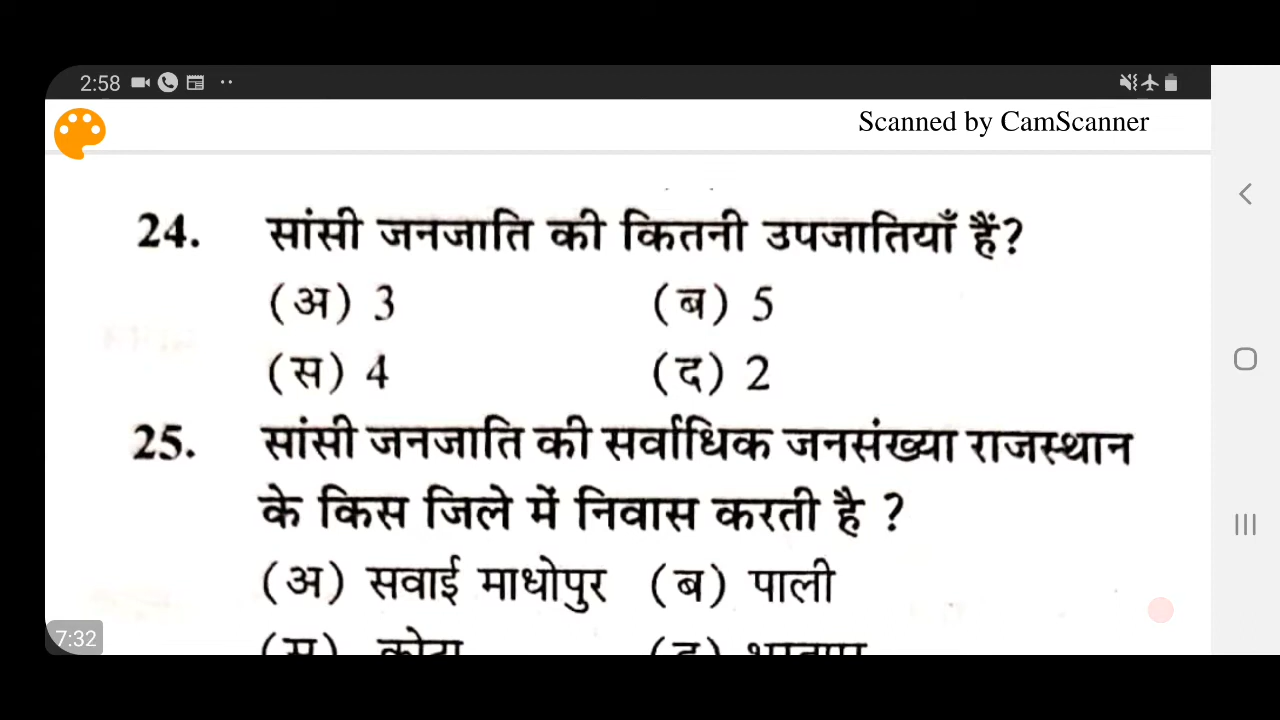 2:58
Scanned by CamScanner
24. सांसी जनजाति की कितनी उपजातियाँ हैं?
(अ) 3 (ब) 5
(स) 4 (द) 2
25. सांसी जनजाति की सर्वाधिक जनसंख्या राजस्थान
के किस जिले में निवास करती है ?
(अ) सवाई माधोपुर (ब) पाली
7:32